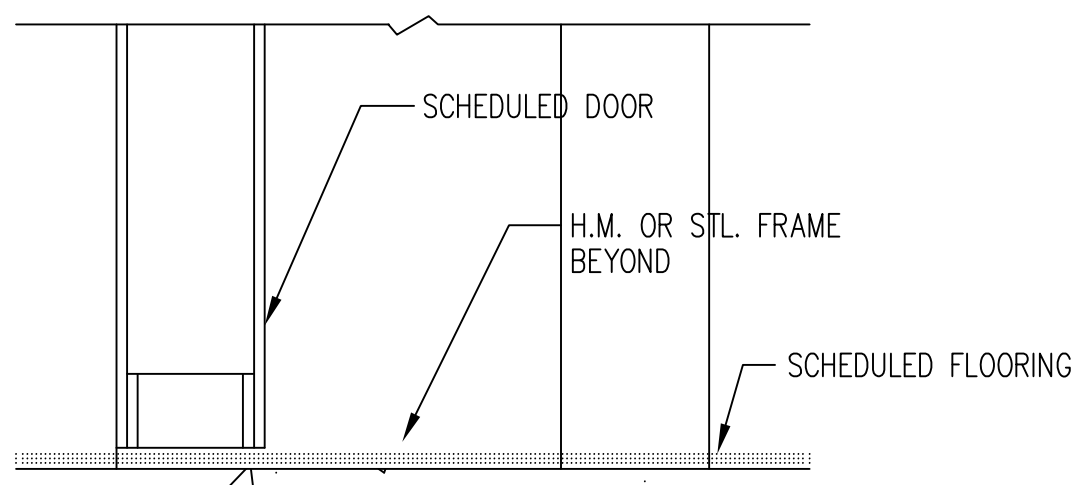 SCHEDULED DOOR
H.M. OR STL. FRAME
BEYOND
SCHEDULED FLOORING